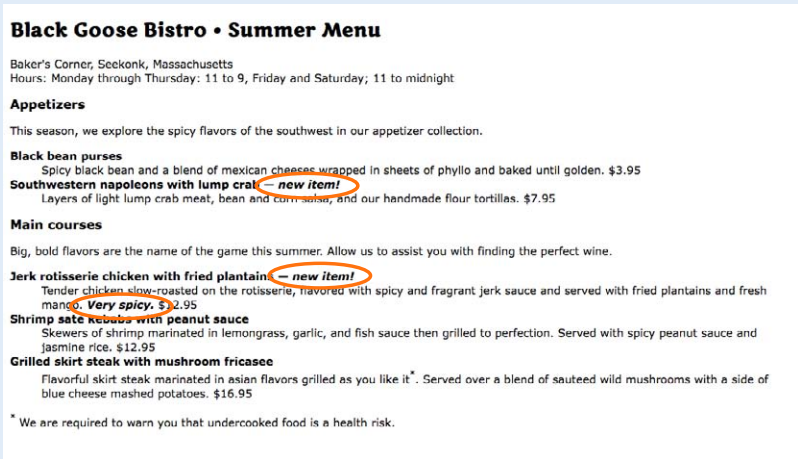 Black Goose Bistro • Summer Menu
Baker's Corner, Seekonk, Massachusetts
Hours: Monday through Thursday: 11 to 9, Friday and Saturday; 11 to midnight
Appetizers
This season, we explore the spicy flavors of the southwest in our appetizer collection.
Black bean purses
Spicy black bean and a blend of mexican cheeses wrapped in sheets of phyllo and baked until golden. $3.95
Southwestern napoleons with lump crab — new item!
Layers of light lump crab meat, bean and corn salsa, and our handmade flour tortillas. $7.95
Main courses
Big, bold flavors are the name of the game this summer. Allow us to assist you with finding the perfect wine.
Jerk rotisserie chicken with fried plantains — new item!
Tender chicken slow-roasted on the rotisserie, flavored with spicy and fragrant jerk sauce and served with fried plantains and fresh
mango. Very spicy. $12.95
Shrimp sate kebabs with peanut sauce
Skewers of shrimp marinated in lemongrass, garlic, and fish sauce then grilled to perfection. Served with spicy peanut sauce and
jasmine rice. $12.95
Grilled skirt steak with mushroom fricasee
Flavorful skirt steak marinated in asian flavors grilled as you like it*. Served over a blend of sauteed wild mushrooms with a side of
blue cheese mashed potatoes. $16.95
* We are required to warn you that undercooked food is a health risk.